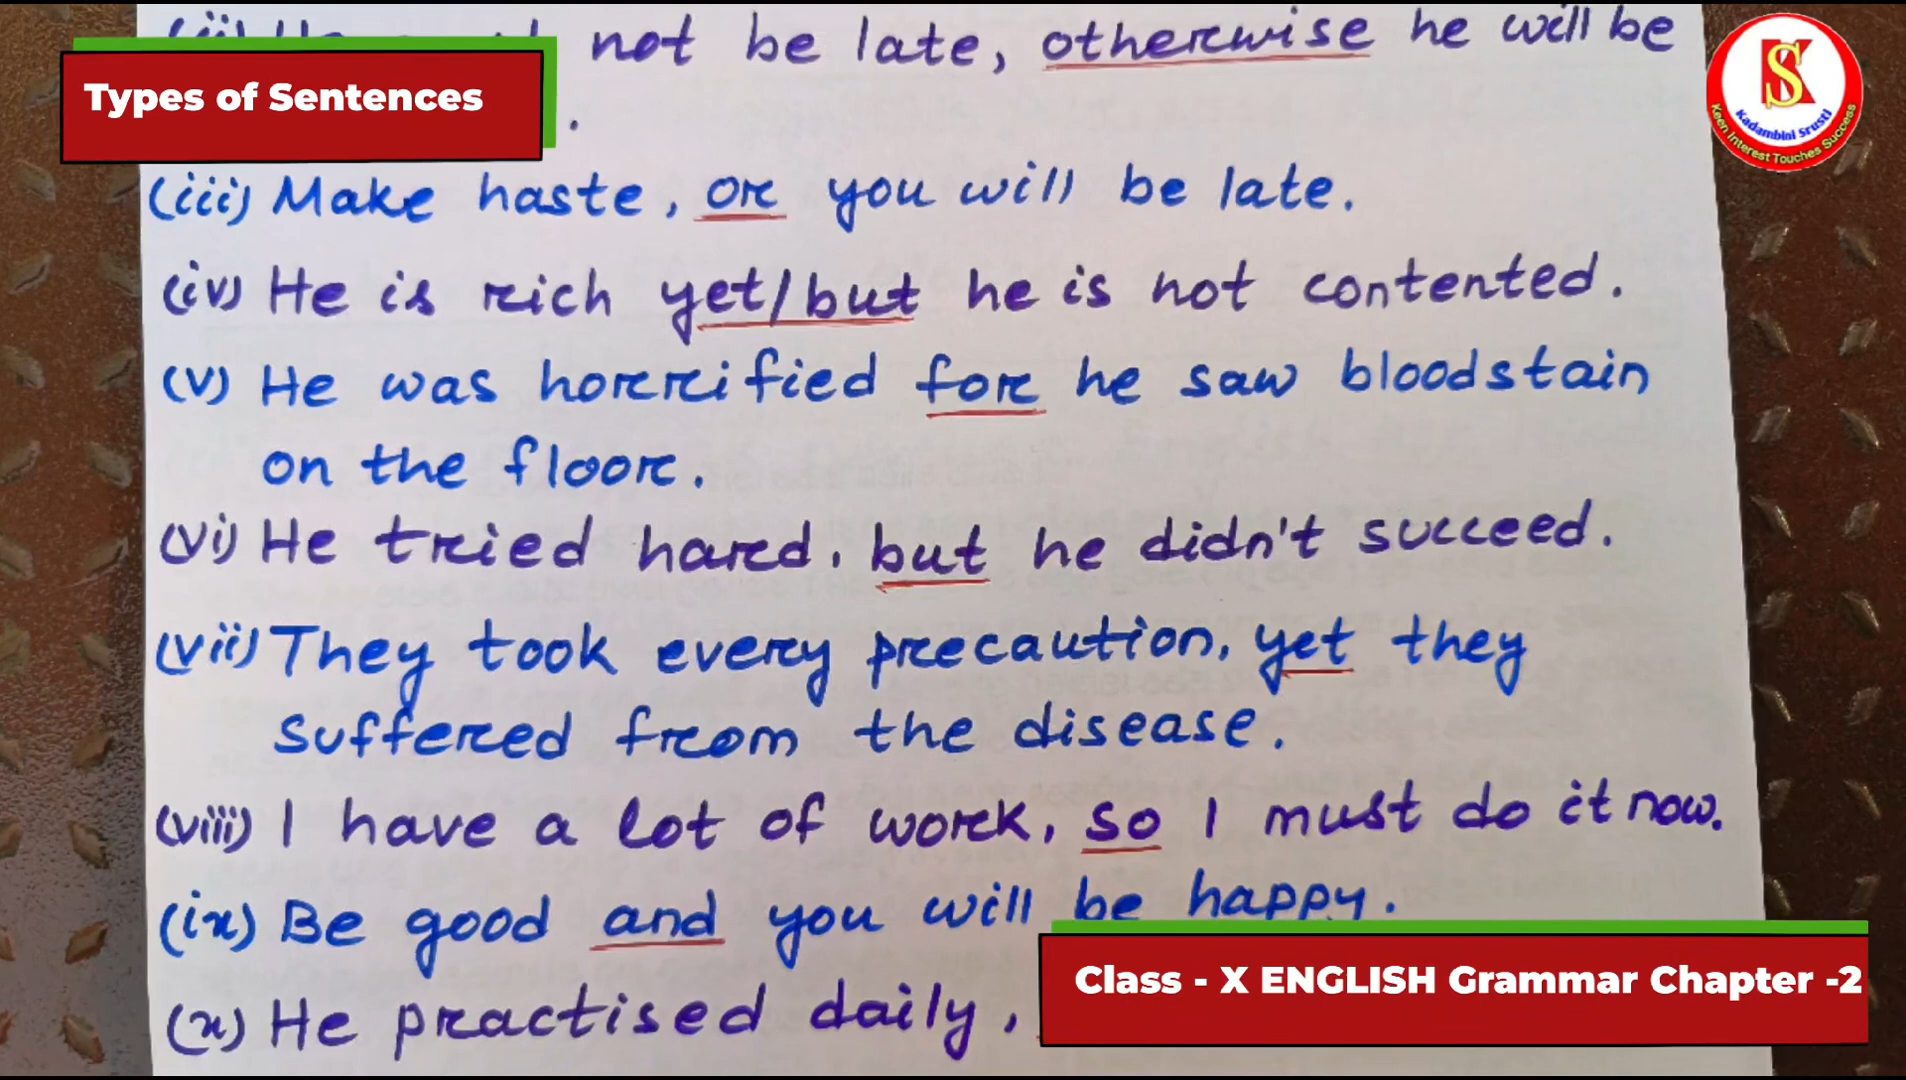 (ii) He not be late, otherwise he will be
Types of Sentences
.
(iii) Make haste, or you will be late.
(iv) He is rich yet/but he is not contented.
(v) He was horrified for he saw bloodstain
on the floor.
(vi) He tried hard, but he didn't succeed.
(vii) They took every precaution, yet they
suffered from the disease.
(viii) I have a lot of work, so I must do it now.
(ix) Be good and you will be happy.
(x) He practised daily,
Class - X ENGLISH Grammar Chapter -2
KS
Kadambini Srusti
Keen Interest Touches Success